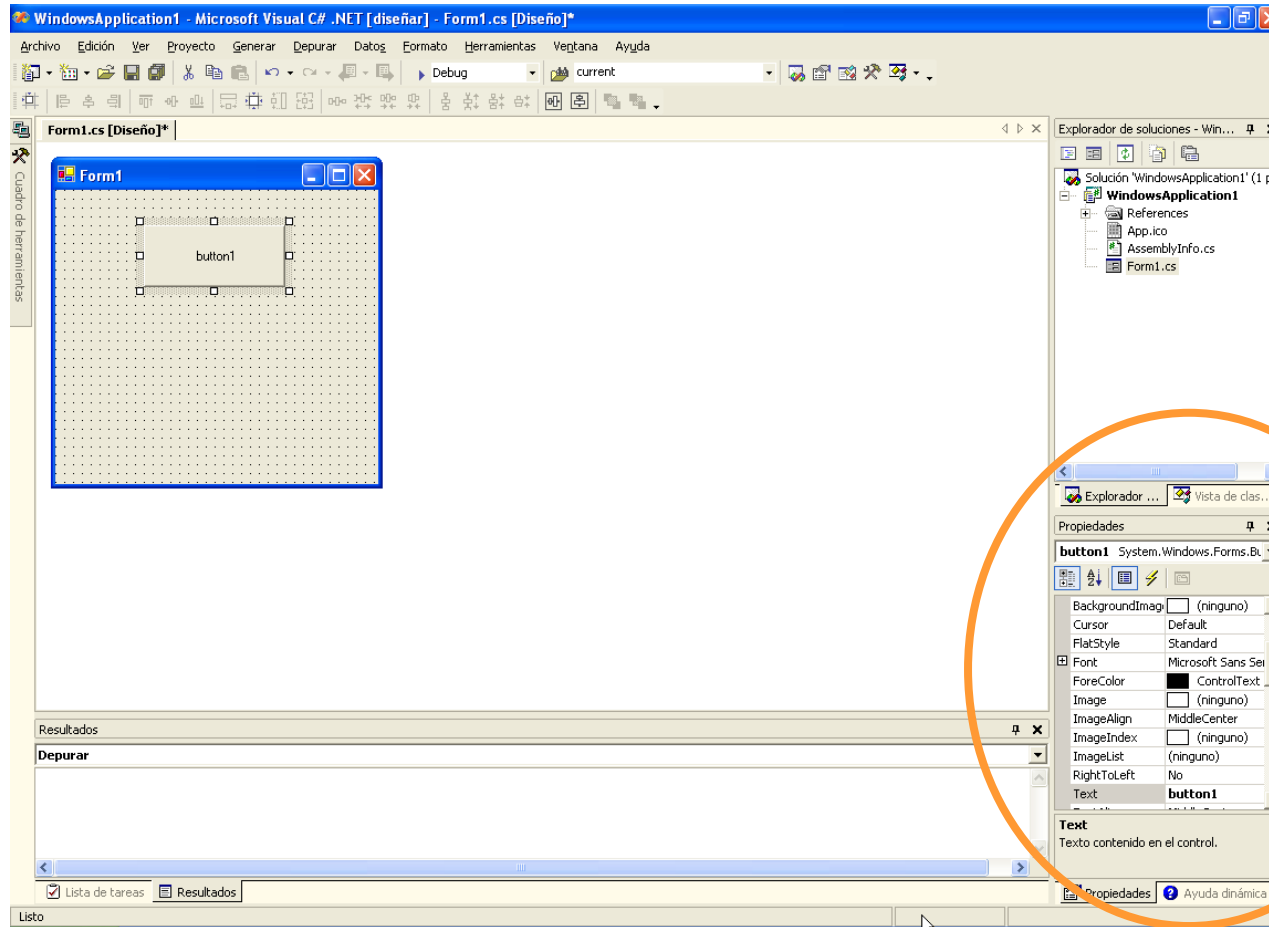 WindowsApplication1 - Microsoft Visual C# .NET [diseñar] - Form1.cs [Diseño]*
Archivo Edición Ver Proyecto Generar Depurar Datos Formato Herramientas Ventana Ayuda
Debug current
Form1.cs [Diseño]*
Cuadro de herramientas
Form1
button1
Explorador de soluciones - Win...
Solución 'WindowsApplication1' (1 p
WindowsApplication1
References
App.ico
AssemblyInfo.cs
Form1.cs
Explorador ... Vista de clas...
Propiedades
button1 System.Windows.Forms.Bu
BackgroundImag (ninguno)
Cursor Default
FlatStyle Standard
Font Microsoft Sans Ser
ForeColor ControlText
Image (ninguno)
ImageAlign MiddleCenter
ImageIndex (ninguno)
ImageList (ninguno)
RightToLeft No
Text button1
Text
Texto contenido en el control.
Propiedades Ayuda dinámica
Resultados
Depurar
Lista de tareas Resultados
Listo